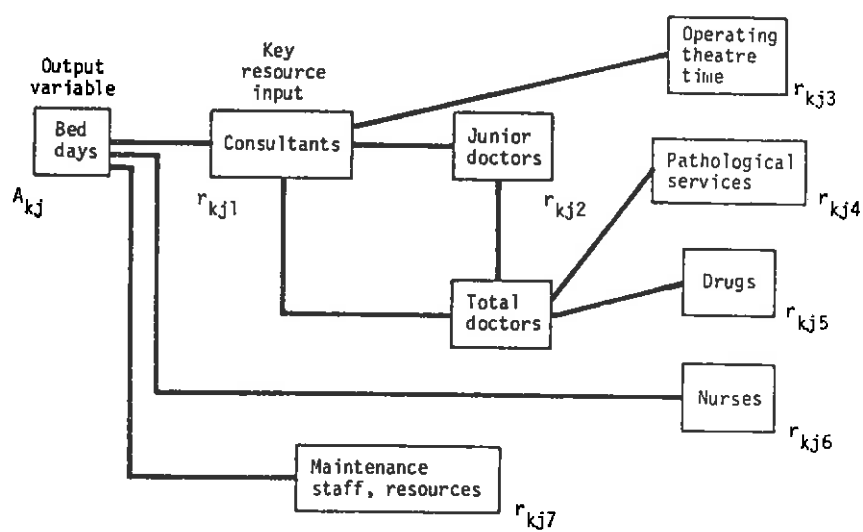 Output
variable
Bed
days
A_kj
Key
resource
input
Consultants
r_kj1
Operating
theatre
time
r_kj3
Junior
doctors
r_kj2
Pathological
services
r_kj4
Total
doctors
Drugs
r_kj5
Nurses
r_kj6
Maintenance
staff, resources
r_kj7